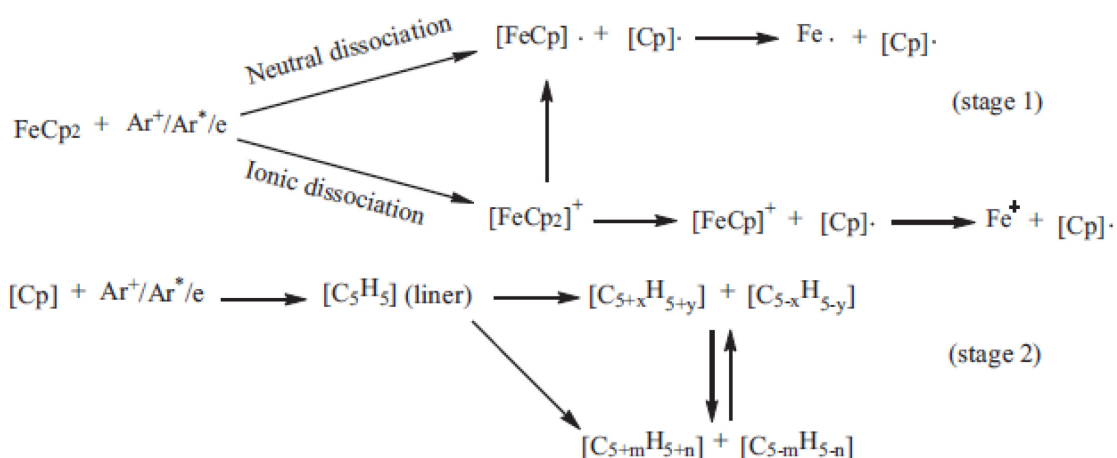 Neutral dissociation
[FeCp] · + [Cp]· Fe · + [Cp]·
(stage 1)
FeCp₂ + Ar⁺/Ar*/e
Ionic dissociation
[FeCp₂]⁺ [FeCp]⁺ + [Cp]· Fe⁺ + [Cp]·
[Cp] + Ar⁺/Ar*/e [C₅H₅] (liner) [C₅₊ₓH₅₊y] + [C₅₋ₓH₅₋y]
(stage 2)
[C₅₊ₘH₅₊ₙ] + [C₅₋ₘH₅₋ₙ]